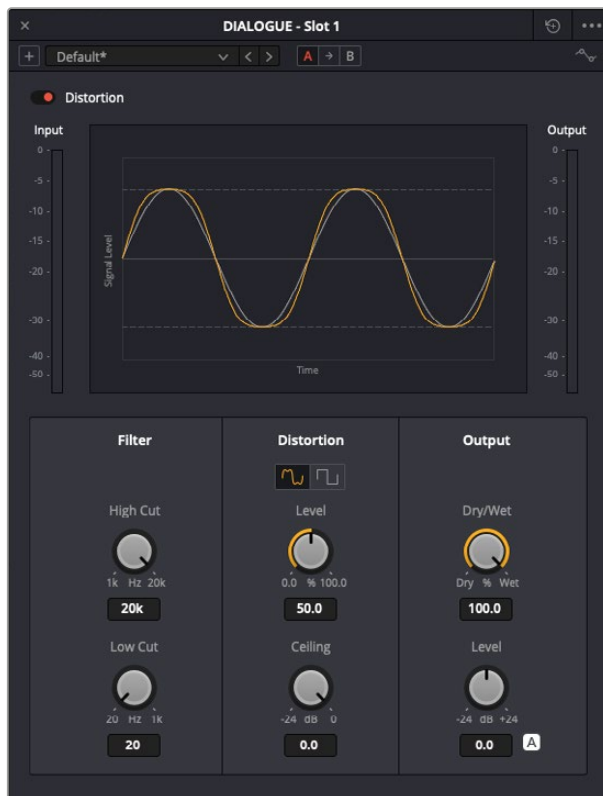 DIALOGUE - Slot 1
Default*
A B
Distortion
Input
Output
0 -
-5 -
-10 -
-15 -
-20 -
-30 -
-40 -
-50 -
Signal Level
Time
0 -
-5 -
-10 -
-15 -
-20 -
-30 -
-40 -
-50 -
Filter
Distortion
Output
High Cut
Level
Dry/Wet
1k Hz 20k
0.0 % 100.0
Dry % Wet
20k
50.0
100.0
Low Cut
Ceiling
Level
20 Hz 1k
-24 dB 0
-24 dB +24
20
0.0
0.0
A